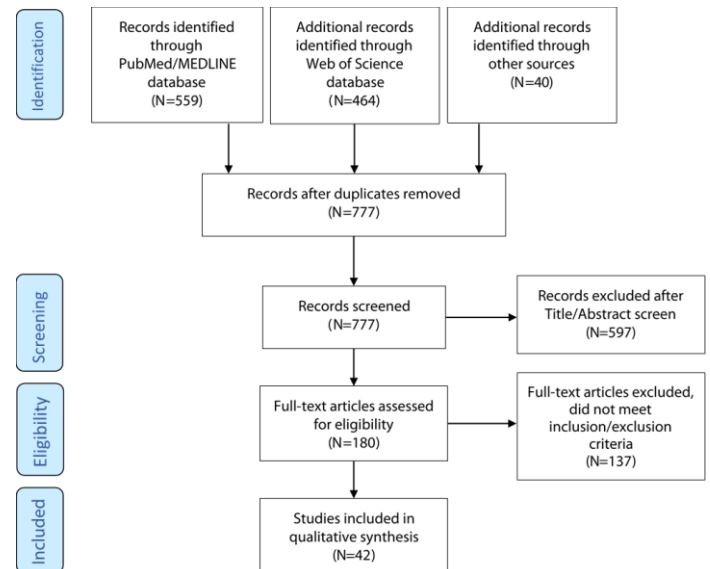 Identification
Records identified
through
PubMed/MEDLINE
database
(N=559)
Additional records
identified through
Web of Science
database
(N=464)
Additional records
identified through
other sources
(N=40)
Records after duplicates removed
(N=777)
Screening
Records screened
(N=777)
Records excluded after
Title/Abstract screen
(N=597)
Eligibility
Full-text articles assessed
for eligibility
(N=180)
Full-text articles excluded,
did not meet
inclusion/exclusion
criteria
(N=137)
Included
Studies included in
qualitative synthesis
(N=42)